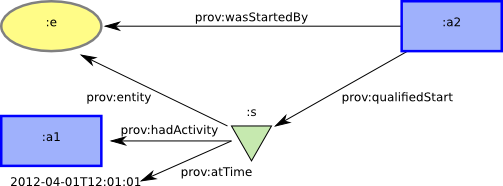 prov:wasStartedBy
:e
:a2
prov:entity
prov:qualifiedStart
:s
:a1
prov:hadActivity
prov:atTime
2012-04-01T12:01:01